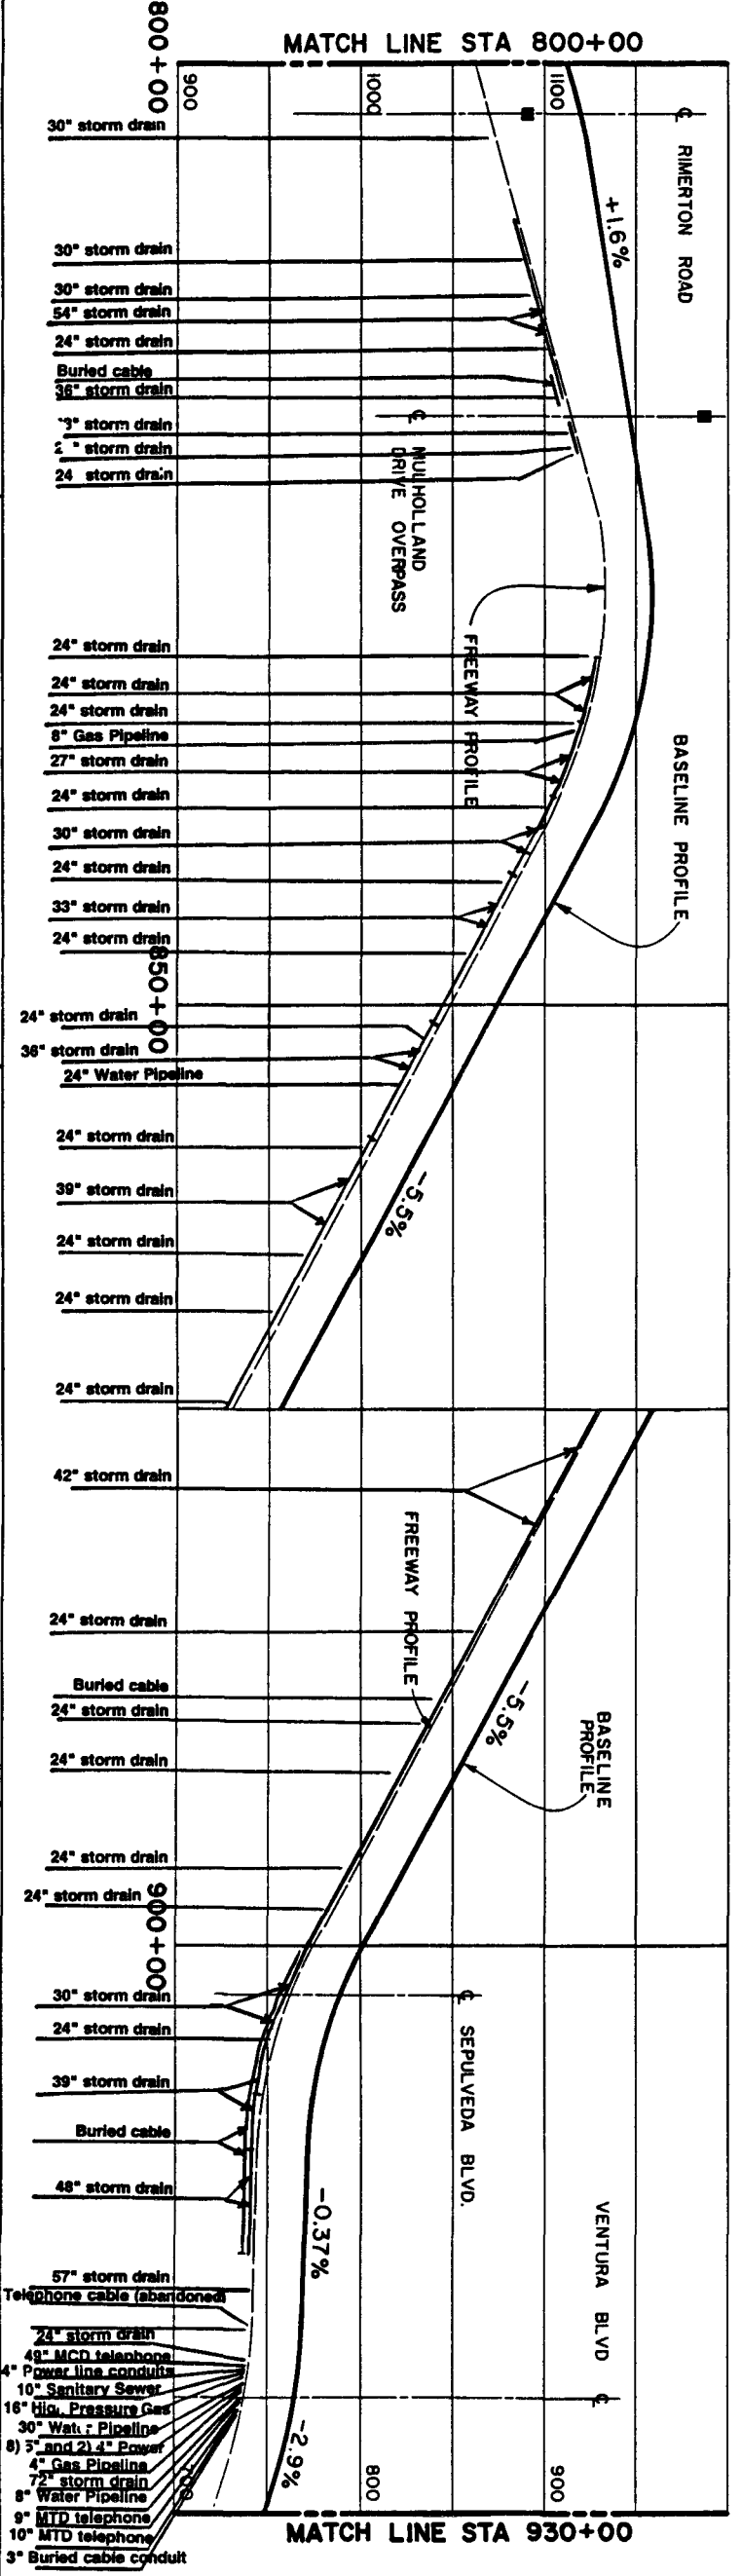 MATCH LINE STA 800+00
800+00
900
1000
1100
℄ RIMERTON ROAD
+1.6%
30" storm drain
30" storm drain
30" storm drain
54" storm drain
24" storm drain
Buried cable
36" storm drain
storm drain
storm drain
24 storm drain
℄ MULHOLLAND
DRIVE OVERPASS
FREEWAY PROFILE
BASELINE PROFILE
24" storm drain
24" storm drain
24" storm drain
8" Gas Pipeline
27" storm drain
24" storm drain
30" storm drain
24" storm drain
33" storm drain
24" storm drain
850+00
24" storm drain
36" storm drain
24" Water Pipeline
24" storm drain
39" storm drain
-5.5%
24" storm drain
24" storm drain
24" storm drain
42" storm drain
FREEWAY PROFILE
24" storm drain
Buried cable
24" storm drain
-5.5%
BASELINE
PROFILE
24" storm drain
24" storm drain
24" storm drain
900+00
30" storm drain
24" storm drain
℄ SEPULVEDA BLVD.
39" storm drain
Buried cable
48" storm drain
-0.37%
VENTURA BLVD ℄
57" storm drain
Telephone cable (abandoned)
24" storm drain
49" MCD telephone
4" Power line conduits
10" Sanitary Sewer
16" Pressure Gas
30" Pipeline
8) 5" and 2) 4" Power
4" Gas Pipeline
72" storm drain
8" Water Pipeline
9" MTD telephone
10" MTD telephone
3" Buried cable conduit
-2.9%
700
800
900
MATCH LINE STA 930+00